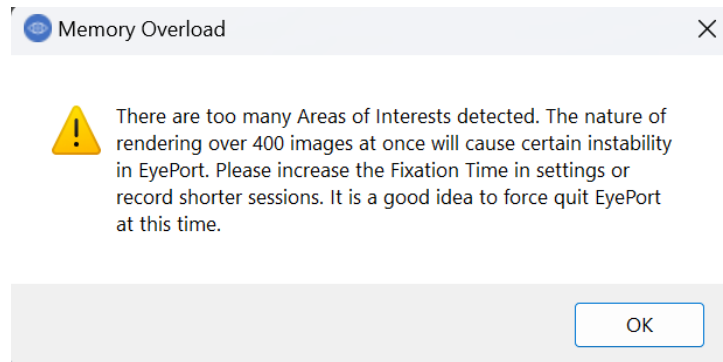 Memory Overload
There are too many Areas of Interests detected. The nature of
rendering over 400 images at once will cause certain instability
in EyePort. Please increase the Fixation Time in settings or
record shorter sessions. It is a good idea to force quit EyePort
at this time.
OK